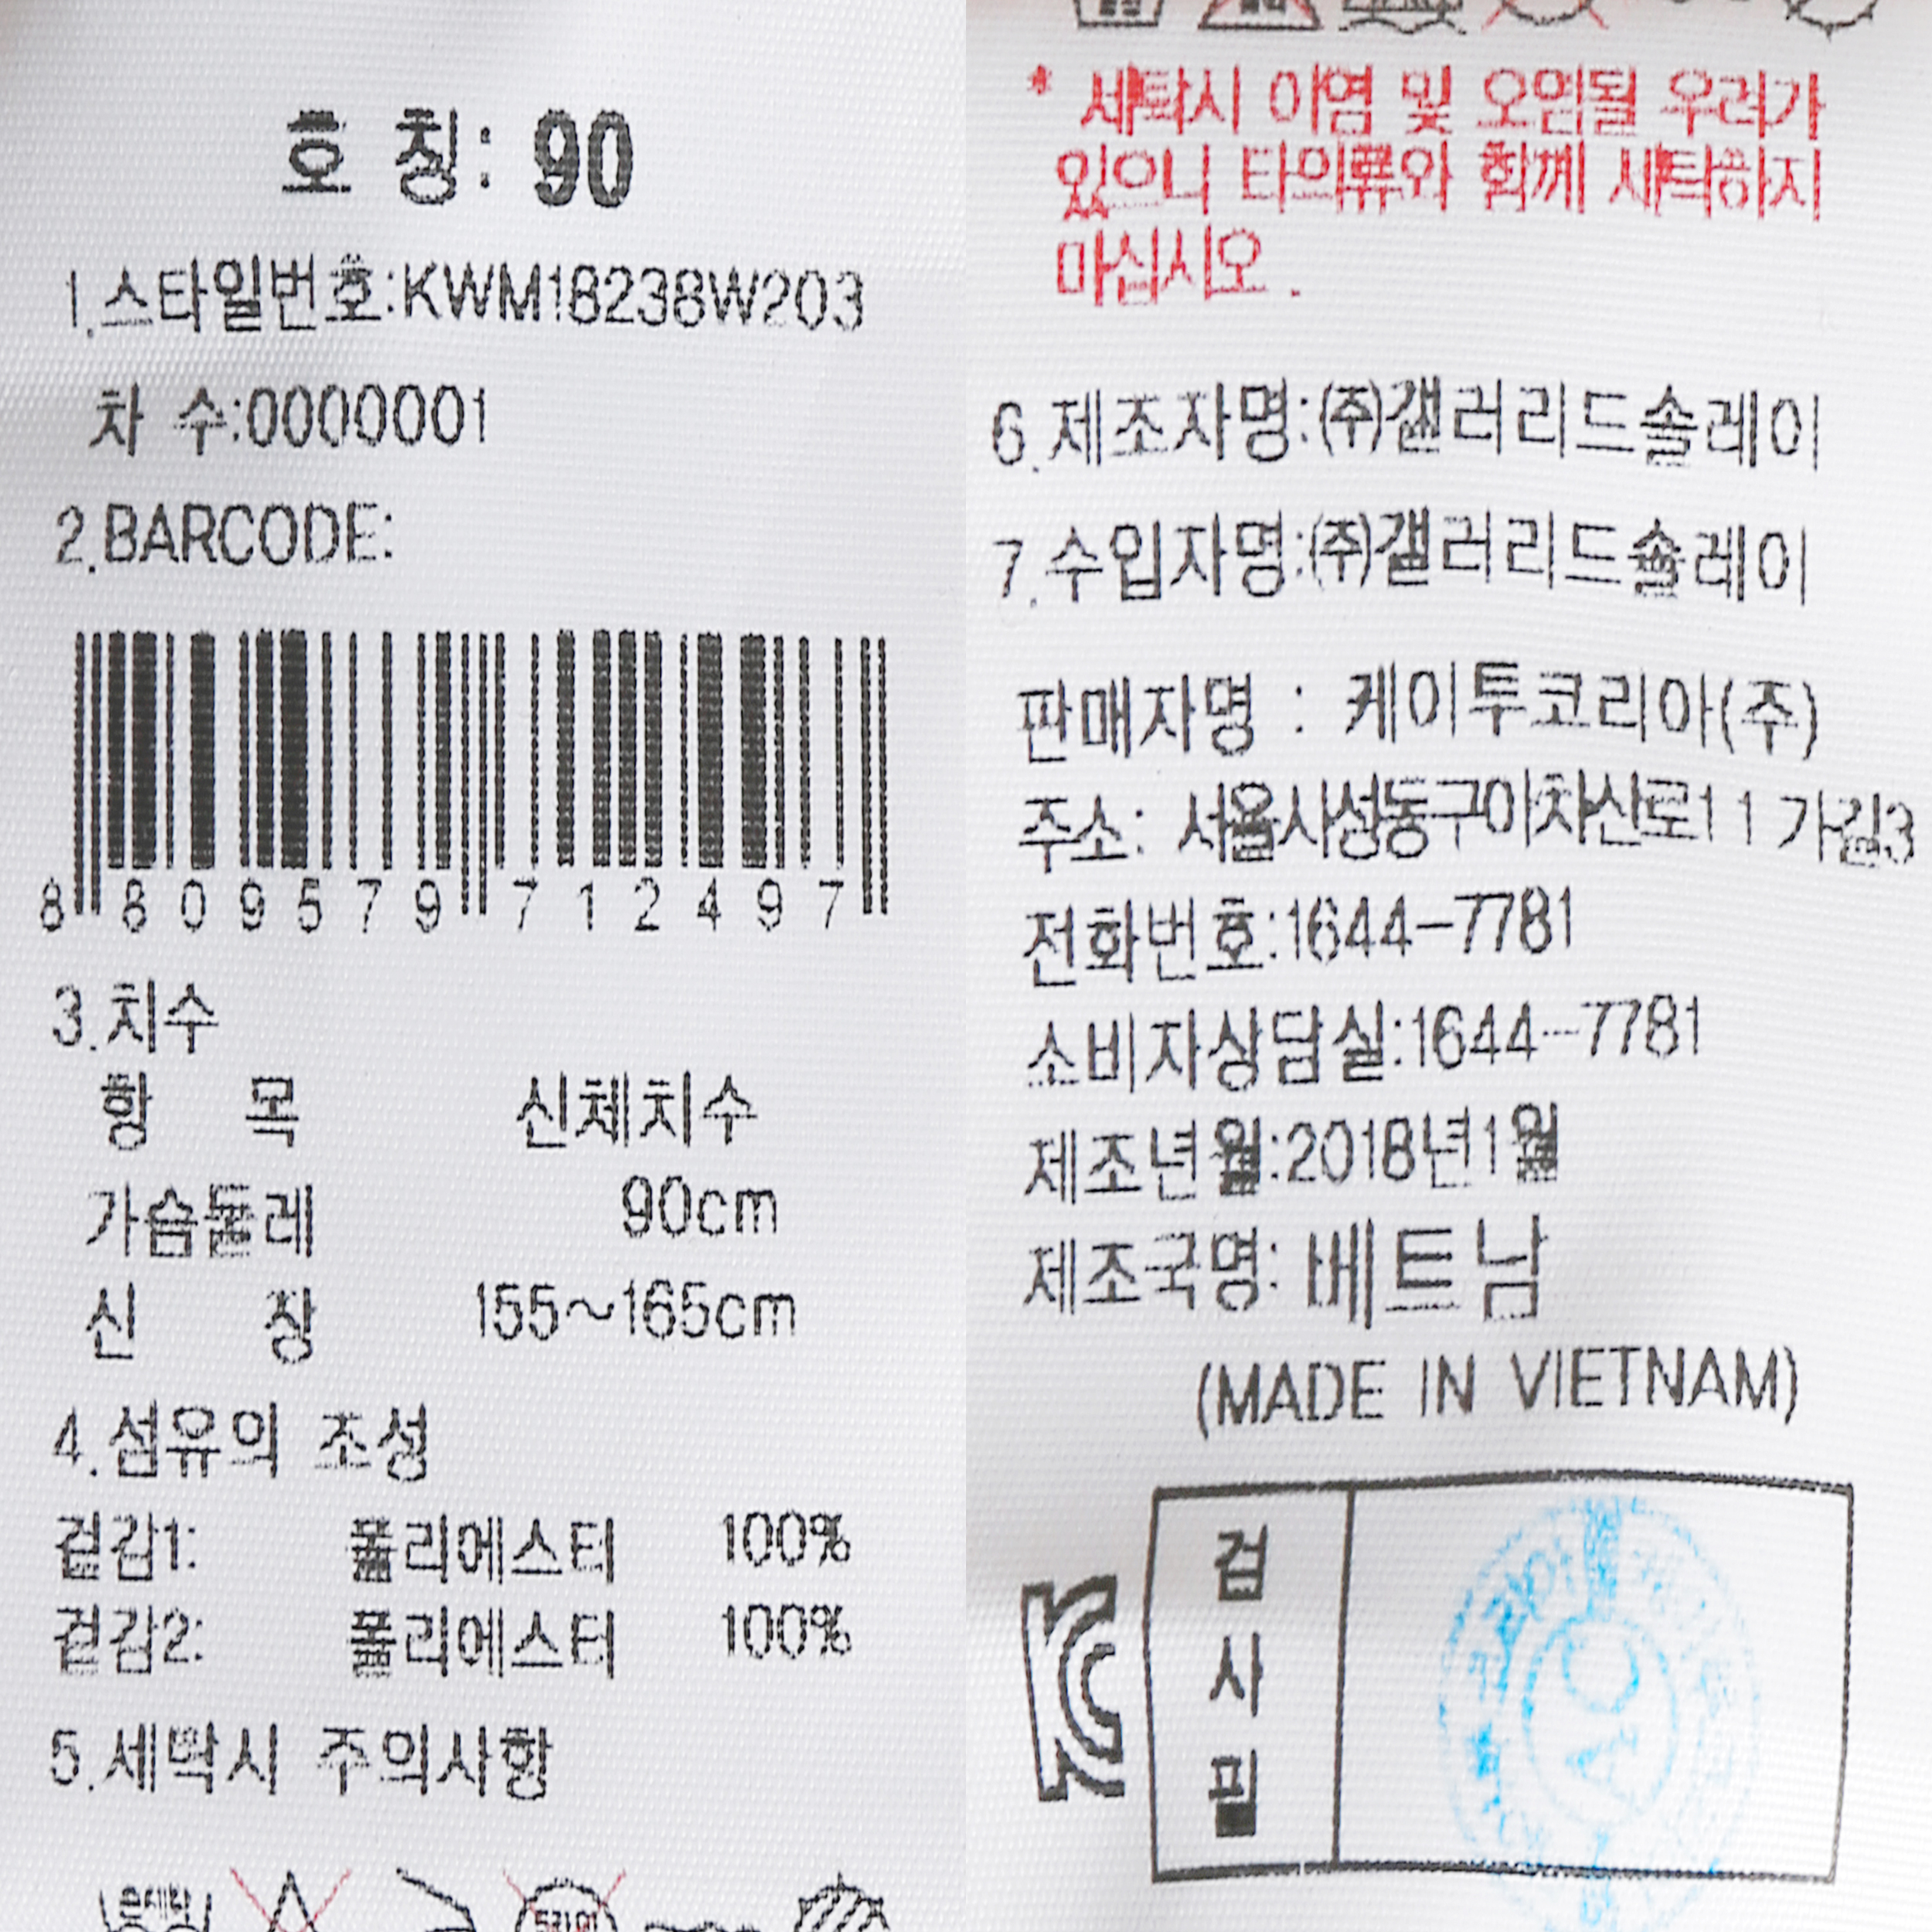 호 칭: 90
1.스타일번호:KWM18238W203
차 수:0000001
2.BARCODE:
8 809579 712497
3.치수
항 목 신체치수
가슴둘레 90cm
신 장 155~165cm
4.섬유의 조성
겉감1: 폴리에스터 100%
겉감2: 폴리에스터 100%
5.세탁시 주의사항
드라이
* 세탁시 이염 및 오염될 우려가
있으니 타의류와 함께 세탁하지
마십시오.
6.제조자명:(주)갤러리드솔레이
7.수입자명:(주)갤러리드솔레이
판매자명 : 케이투코리아(주)
주소: 서울시성동구아차산로11가길3
전화번호:1644-7781
소비자상담실:1644-7781
제조년월:2018년1월
제조국명: 베트남
(MADE IN VIETNAM)
KC
검
사
필